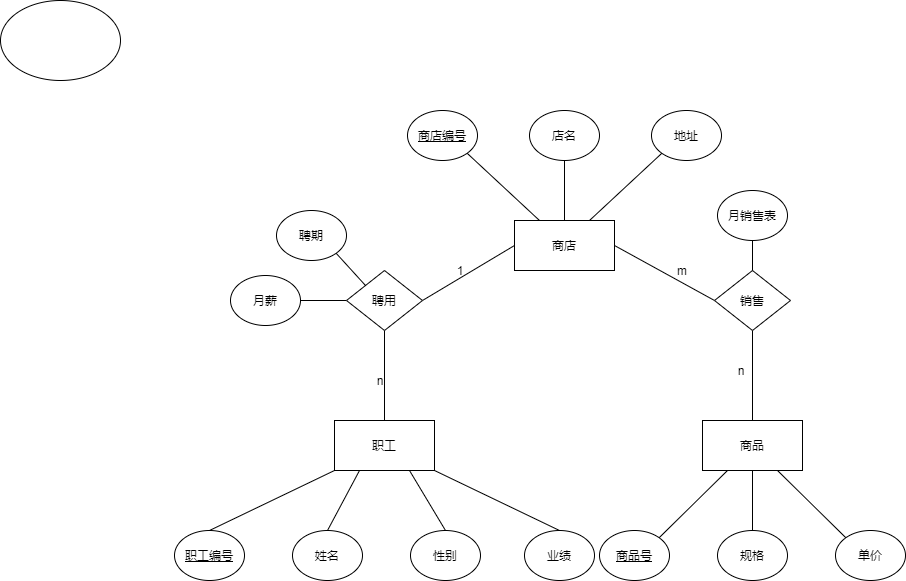 商店编号
店名
地址
月销售表
聘期
商店
1
m
月薪
聘用
销售
n
n
职工
商品
职工编号
姓名
性别
业绩
商品号
规格
单价